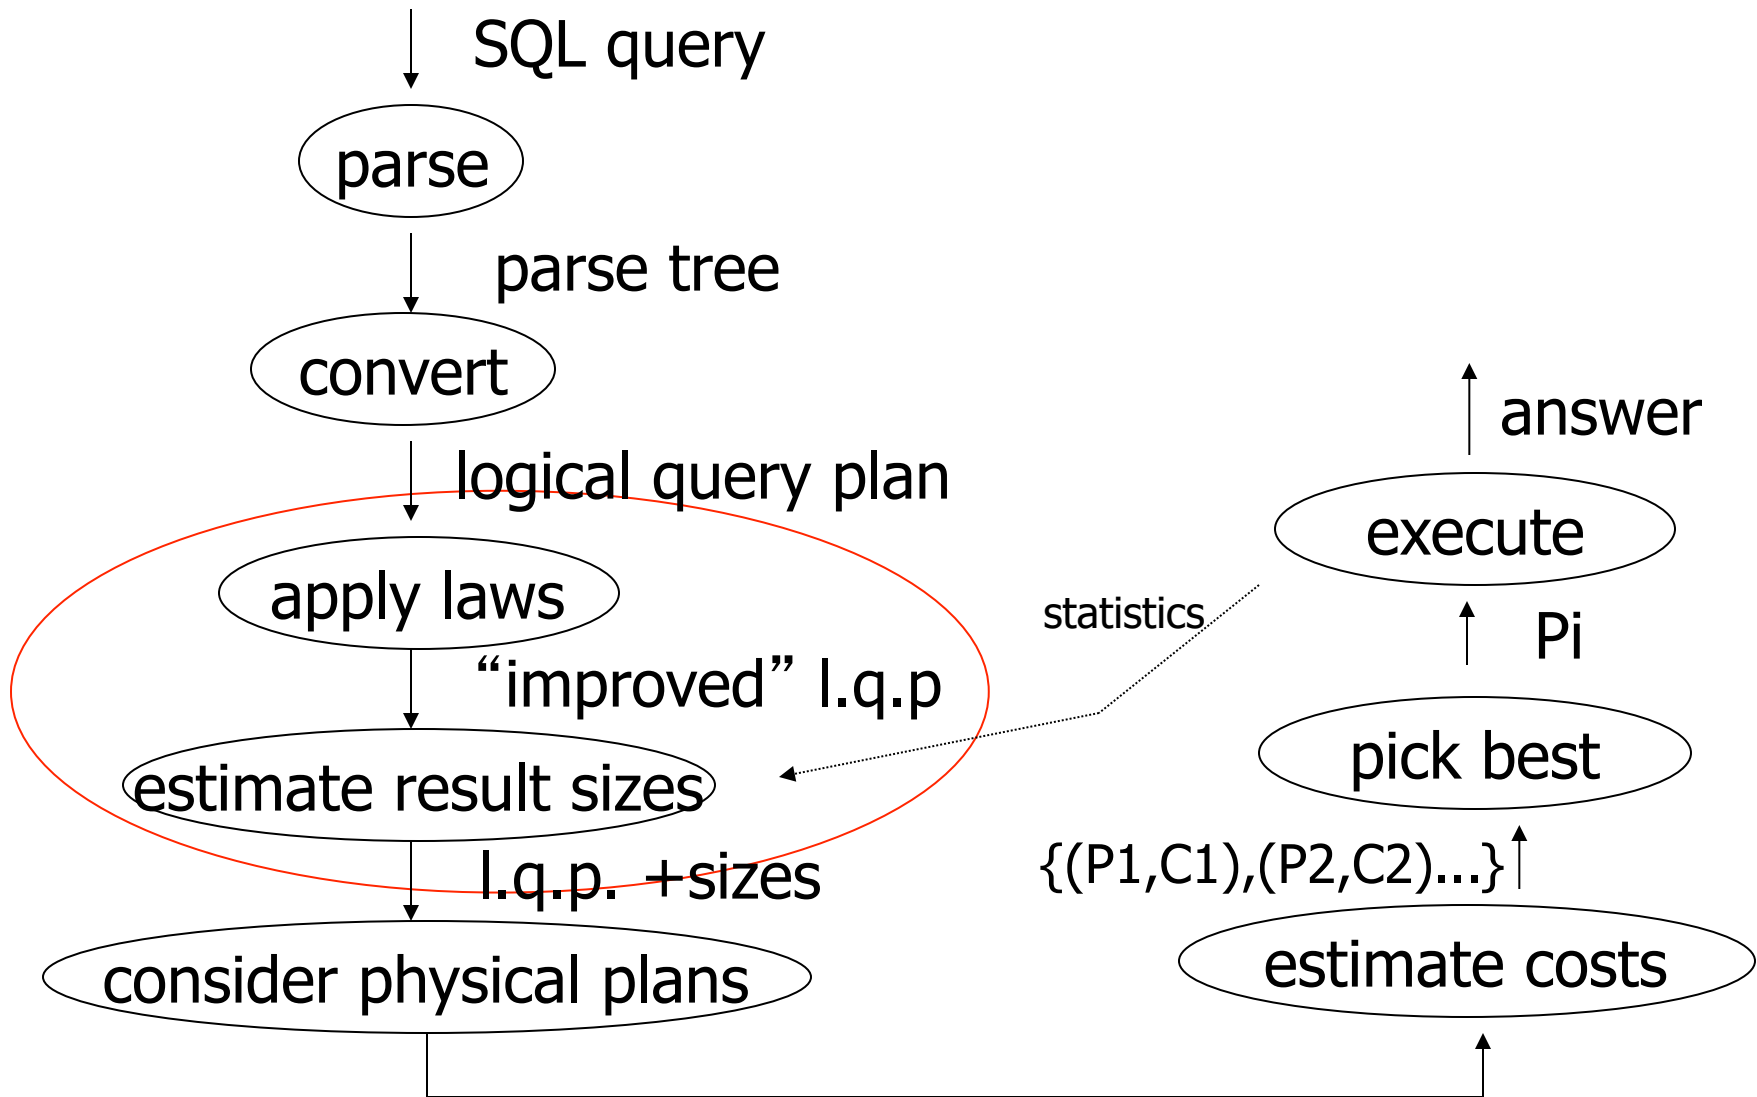 SQL query
parse
parse tree
convert
logical query plan
apply laws
“improved” l.q.p
estimate result sizes
l.q.p. +sizes
consider physical plans
answer
execute
statistics
Pi
pick best
{(P1,C1),(P2,C2)...}
estimate costs